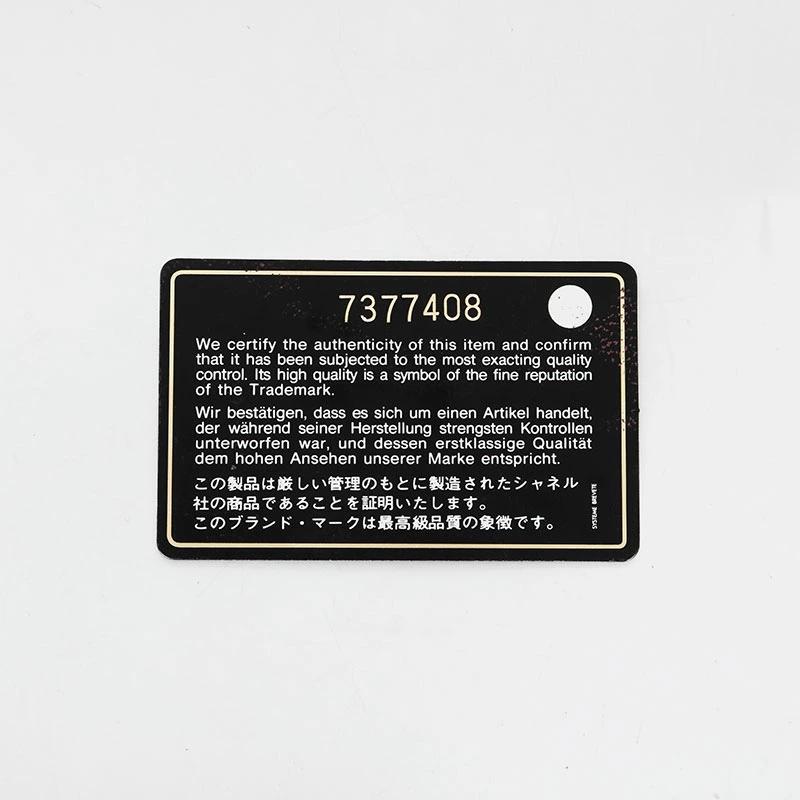 7377408
We certify the authenticity of this item and confirm
that it has been subjected to the most exacting quality
control. Its high quality is a symbol of the fine reputation
of the Trademark.
Wir bestätigen, dass es sich um einen Artikel handelt,
der während seiner Herstellung strengsten Kontrollen
unterworfen war, und dessen erstklassige Qualität
dem hohen Ansehen unserer Marke entspricht.
この製品は厳しい管理のもとに製造されたシャネル
社の商品であることを証明いたします。
このブランド・マークは最高級品質の象徴です。
SYSTEME BREVETE